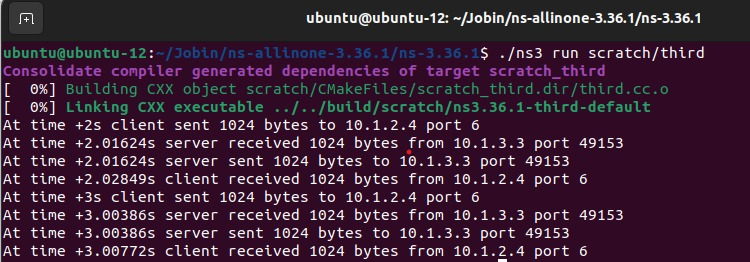 ubuntu@ubuntu-12: ~/Jobin/ns-allinone-3.36.1/ns-3.36.1
ubuntu@ubuntu-12:~/Jobin/ns-allinone-3.36.1/ns-3.36.1$ ./ns3 run scratch/third
Consolidate compiler generated dependencies of target scratch_third
[  0%] Building CXX object scratch/CMakeFiles/scratch_third.dir/third.cc.o
[  0%] Linking CXX executable ../../build/scratch/ns3.36.1-third-default
At time +2s client sent 1024 bytes to 10.1.2.4 port 6
At time +2.01624s server received 1024 bytes from 10.1.3.3 port 49153
At time +2.01624s server sent 1024 bytes to 10.1.3.3 port 49153
At time +2.02849s client received 1024 bytes from 10.1.2.4 port 6
At time +3s client sent 1024 bytes to 10.1.2.4 port 6
At time +3.00386s server received 1024 bytes from 10.1.3.3 port 49153
At time +3.00386s server sent 1024 bytes to 10.1.3.3 port 49153
At time +3.00772s client received 1024 bytes from 10.1.2.4 port 6